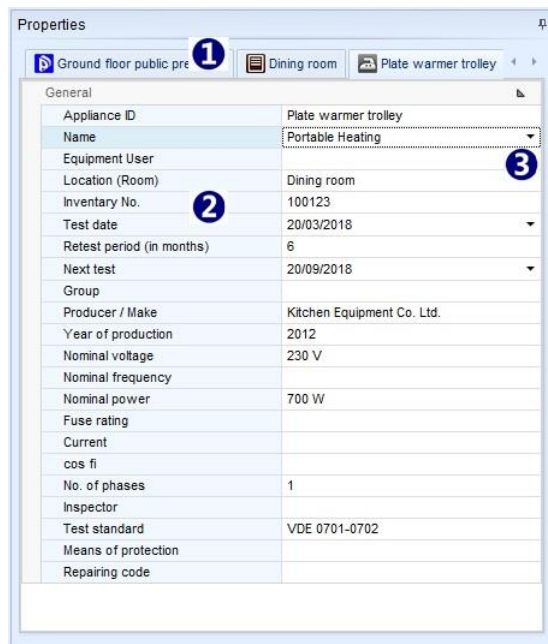 Properties
Ground floor public pre 1 Dining room Plate warmer trolley
General
Appliance ID Plate warmer trolley
Name Portable Heating
3
Equipment User
Location (Room) Dining room
Inventory No. 100123
2
Test date 20/03/2018
Retest period (in months) 6
Next test 20/09/2018
Group
Producer / Make Kitchen Equipment Co. Ltd.
Year of production 2012
Nominal voltage 230 V
Nominal frequency
Nominal power 700 W
Fuse rating
Current
cos fi
No. of phases 1
Inspector
Test standard VDE 0701-0702
Means of protection
Repairing code